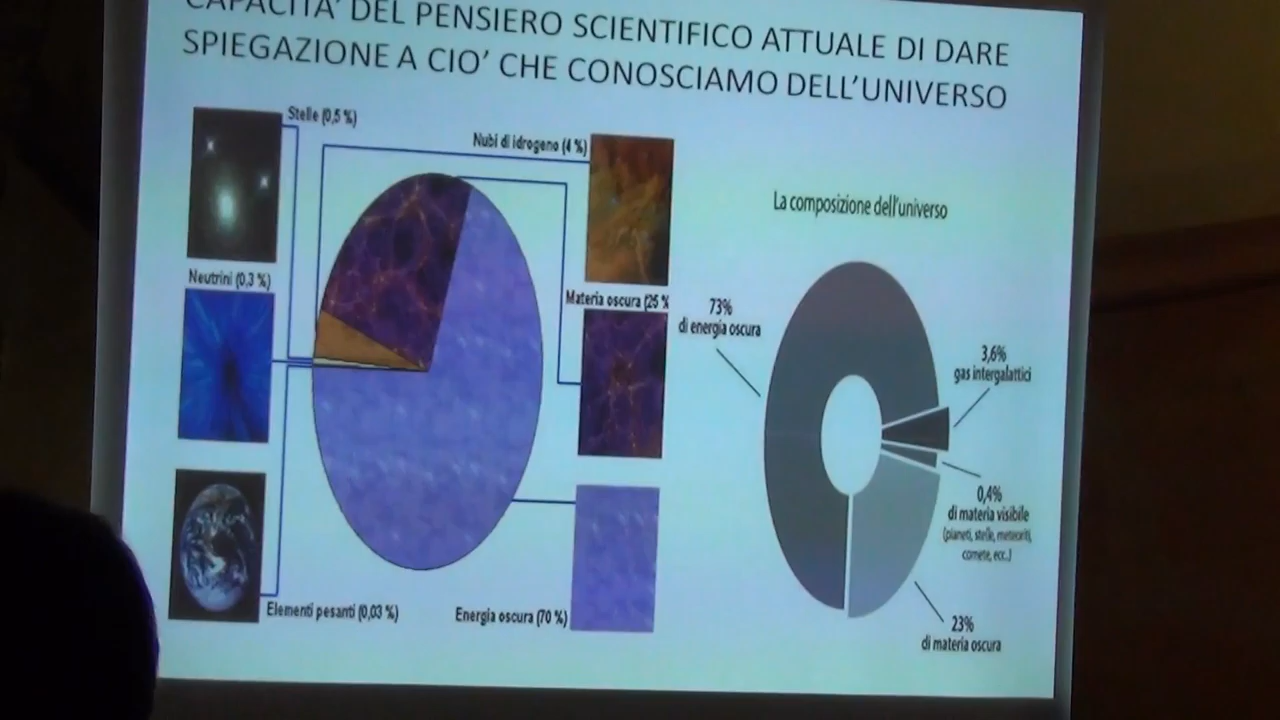 CAPACITA' DEL PENSIERO SCIENTIFICO ATTUALE DI DARE
SPIEGAZIONE A CIO' CHE CONOSCIAMO DELL'UNIVERSO
Stelle (0,5 %)
Nubi di idrogeno (4 %)
Neutrini (0,3 %)
Materia oscura (25 %
Elementi pesanti (0,03 %)
Energia oscura (70 %)
La composizione dell'universo
73%
di energia oscura
3,6%
gas intergalattici
0,4%
di materia visibile
(pianeti, stelle, meteoriti,
comete, ecc..)
23%
di materia oscura